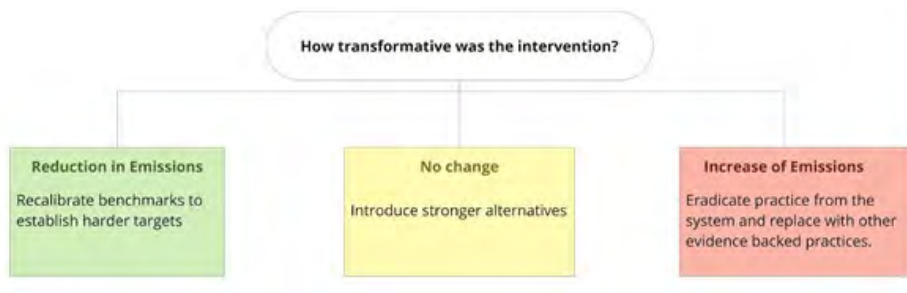 How transformative was the intervention?
Reduction in Emissions
Recalibrate benchmarks to
establish harder targets
No change
Introduce stronger alternatives
Increase of Emissions
Eradicate practice from the
system and replace with other
evidence backed practices.